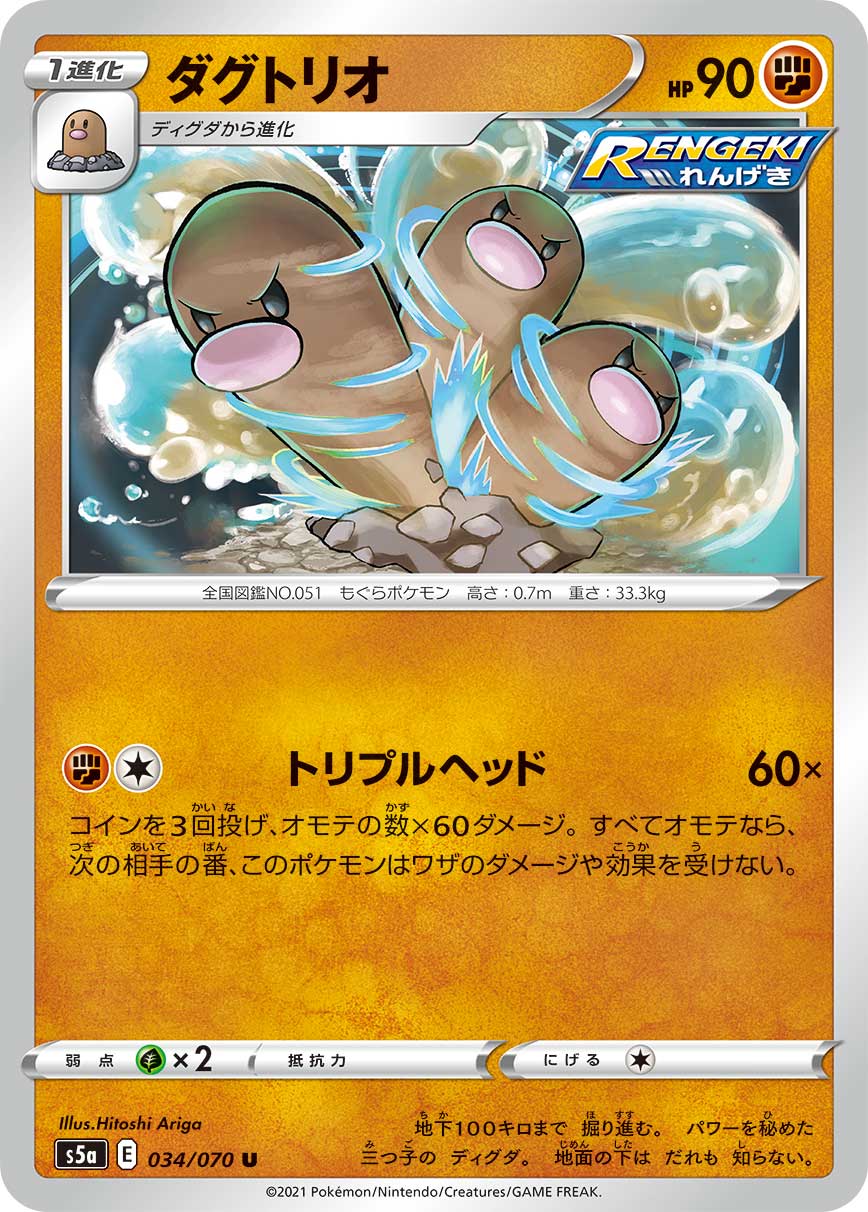 1進化
ダグトリオ
HP 90
ディグダから進化
RENGEKI
れんげき
全国図鑑NO.051 もぐらポケモン 高さ:0.7m 重さ:33.3kg
トリプルヘッド 60×
コインを3回投げ、オモテの数×60ダメージ。すべてオモテなら、
次の相手の番、このポケモンはワザのダメージや効果を受けない。
弱点 ×2 抵抗力 にげる
Illus.Hitoshi Ariga
s5a E 034/070 U
地下100キロまで 掘り進む。 パワーを秘めた
三つ子の ディグダ。 地面の下は だれも 知らない。
©2021 Pokémon/Nintendo/Creatures/GAME FREAK.